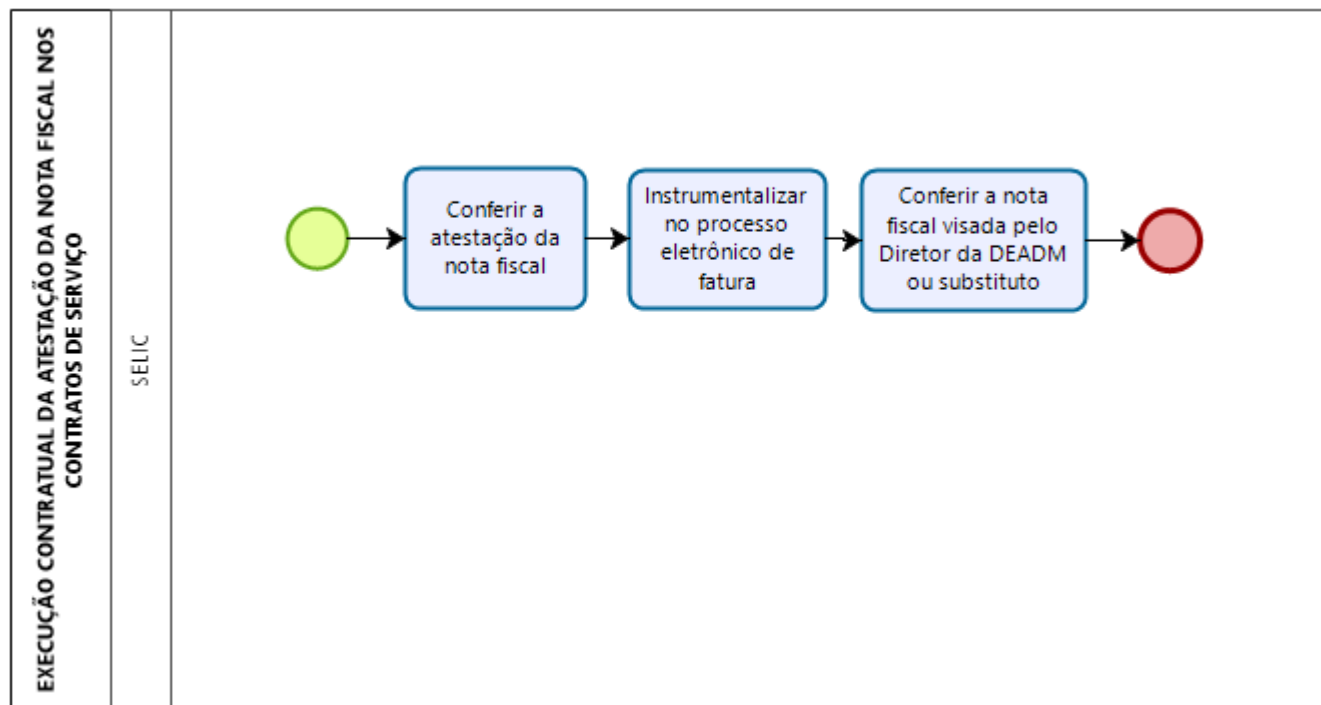 EXECUÇÃO CONTRATUAL DA ATESTAÇÃO DA NOTA FISCAL NOS
CONTRATOS DE SERVIÇO
SELIC
Conferir a
atestação da
nota fiscal
Instrumentalizar
no processo
eletrônico de
fatura
Conferir a nota
fiscal visada pelo
Diretor da DEADM
ou substituto